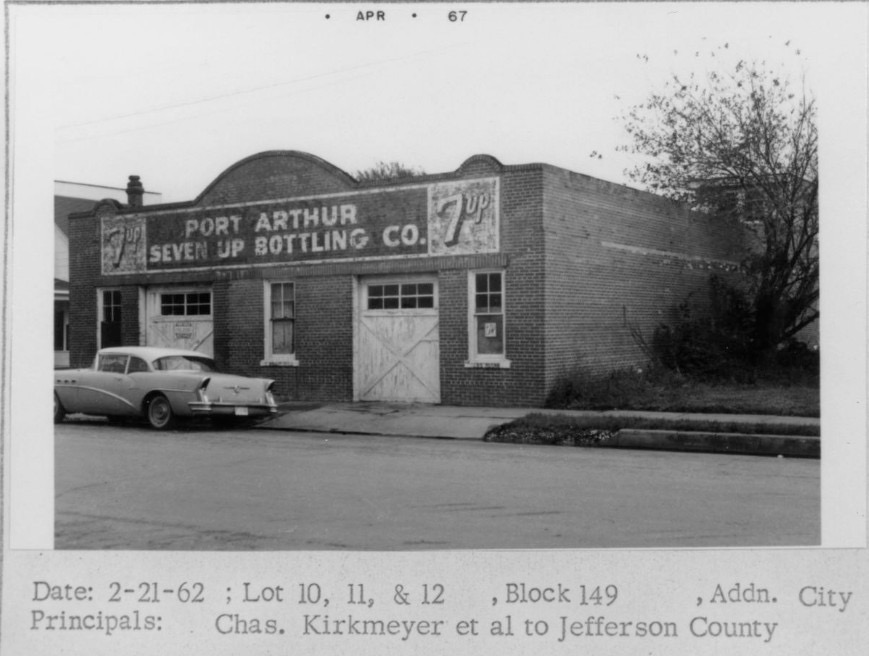 • APR • 67
PORT ARTHUR
7up SEVEN UP BOTTLING CO. 7up
Date: 2-21-62 ; Lot 10, 11, & 12 , Block 149 , Addn. City
Principals: Chas. Kirkmeyer et al to Jefferson County